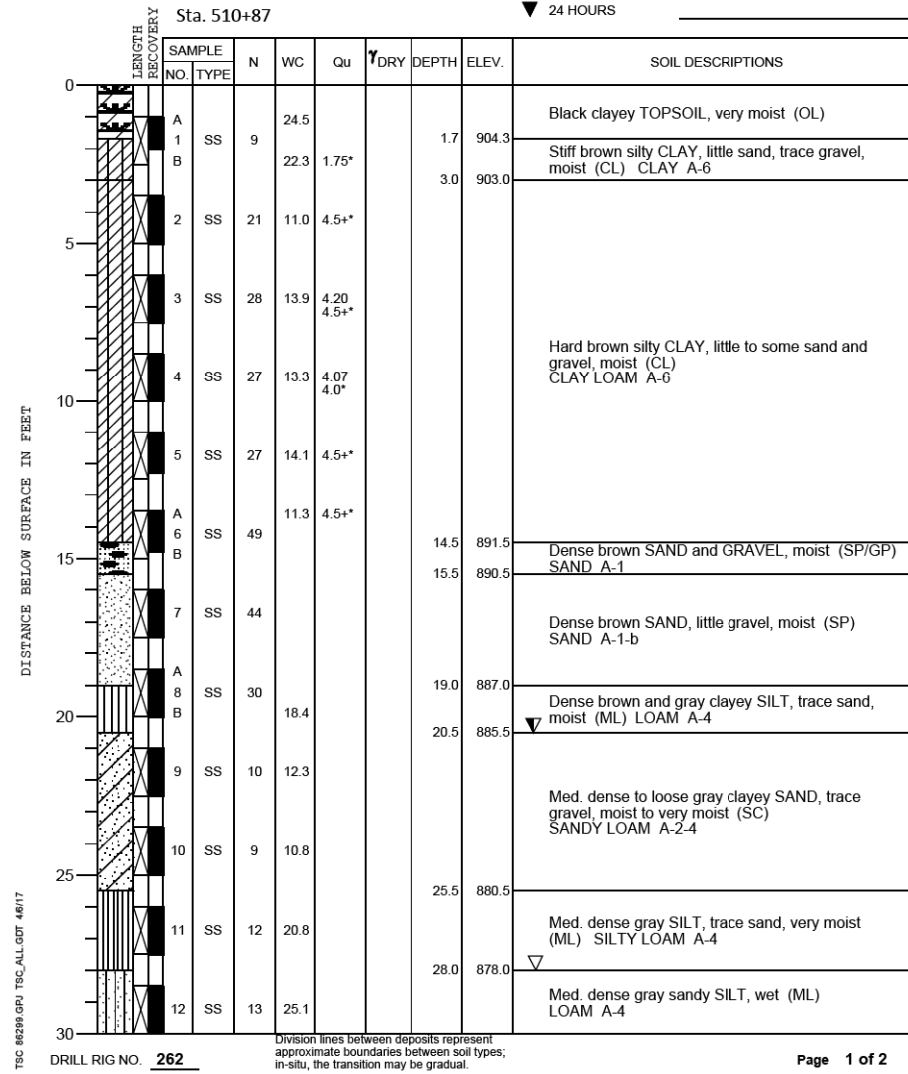 Sta. 510+87
▼ 24 HOURS
LENGTH
RECOVERY
SAMPLE
NO. TYPE
N
WC
Qu
γDRY
DEPTH
ELEV.
SOIL DESCRIPTIONS
0
Black clayey TOPSOIL, very moist (OL)
A 24.5
1 SS 9
1.7 904.3
B 22.3 1.75*
Stiff brown silty CLAY, little sand, trace gravel,
moist (CL) CLAY A-6
3.0 903.0
2 SS 21 11.0 4.5+*
5
3 SS 28 13.9 4.20
4.5+*
Hard brown silty CLAY, little to some sand and
gravel, moist (CL)
CLAY LOAM A-6
4 SS 27 13.3 4.07
4.0*
10
5 SS 27 14.1 4.5+*
A 11.3 4.5+*
6 SS 49
B
14.5 891.5
Dense brown SAND and GRAVEL, moist (SP/GP)
SAND A-1
15
15.5 890.5
7 SS 44
Dense brown SAND, little gravel, moist (SP)
SAND A-1-b
A
8 SS 30
B 18.4
19.0 887.0
Dense brown and gray clayey SILT, trace sand,
moist (ML) LOAM A-4
20
20.5 885.5
9 SS 10 12.3
Med. dense to loose gray clayey SAND, trace
gravel, moist to very moist (SC)
SANDY LOAM A-2-4
10 SS 9 10.8
25
25.5 880.5
11 SS 12 20.8
Med. dense gray SILT, trace sand, very moist
(ML) SILTY LOAM A-4
28.0 878.0
12 SS 13 25.1
Med. dense gray sandy SILT, wet (ML)
LOAM A-4
30
DISTANCE BELOW SURFACE IN FEET
TSC 86299.GPJ TSC_ALL.GDT 4/6/17
DRILL RIG NO. 262
Division lines between deposits represent
approximate boundaries between soil types;
in-situ, the transition may be gradual.
Page 1 of 2